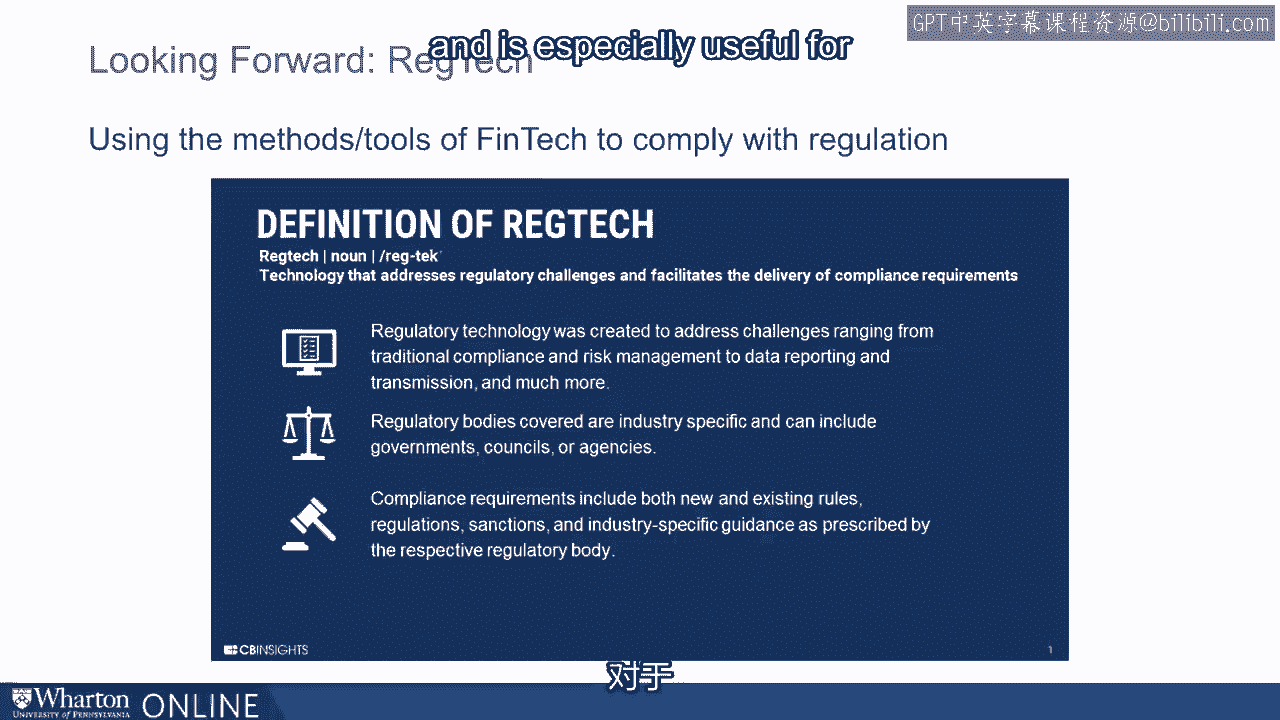 GPT中英字幕课程资源@bilibili.com
and is especially useful for
Looking Forward: RegTech
Using the methods/tools of FinTech to comply with regulation
DEFINITION OF REGTECH
Regtech | noun | /reg-tek'
Technology that addresses regulatory challenges and facilitates the delivery of compliance requirements
Regulatory technology was created to address challenges ranging from
traditional compliance and risk management to data reporting and
transmission, and much more.
Regulatory bodies covered are industry specific and can include
governments, councils, or agencies.
Compliance requirements include both new and existing rules,
regulations, sanctions, and industry-specific guidance as prescribed by
the respective regulatory body.
CBINSIGHTS
1
对于
Wharton
UNIVERSITY of PENNSYLVANIA
ONLINE